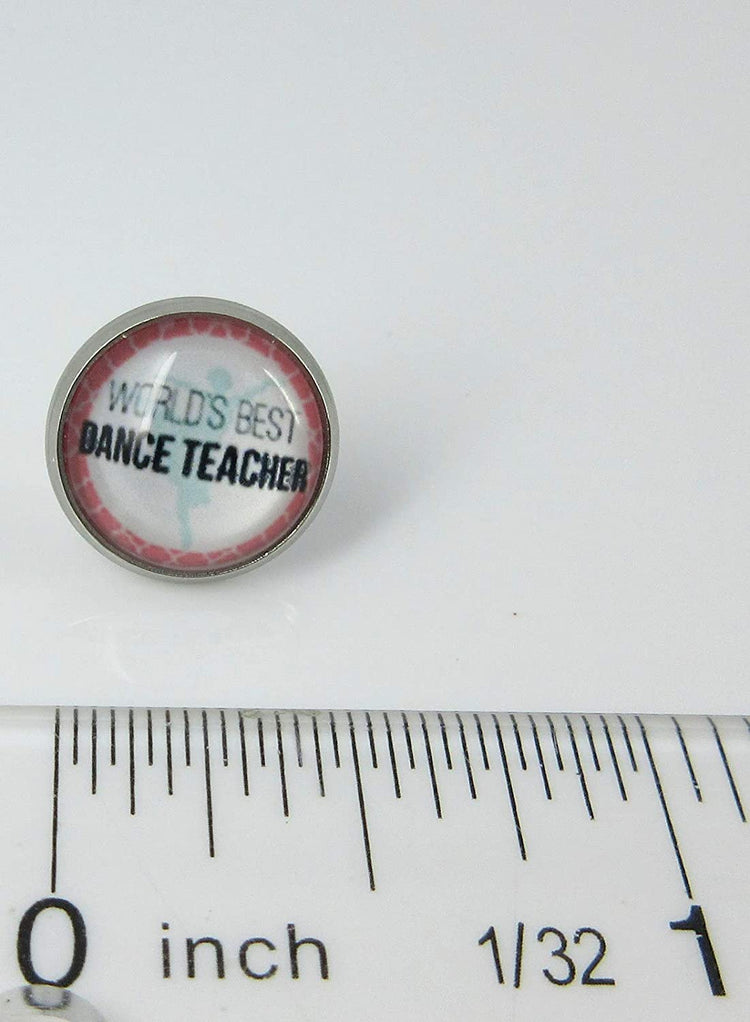 WORLD'S BEST
DANCE TEACHER
0 inch 1/32 1